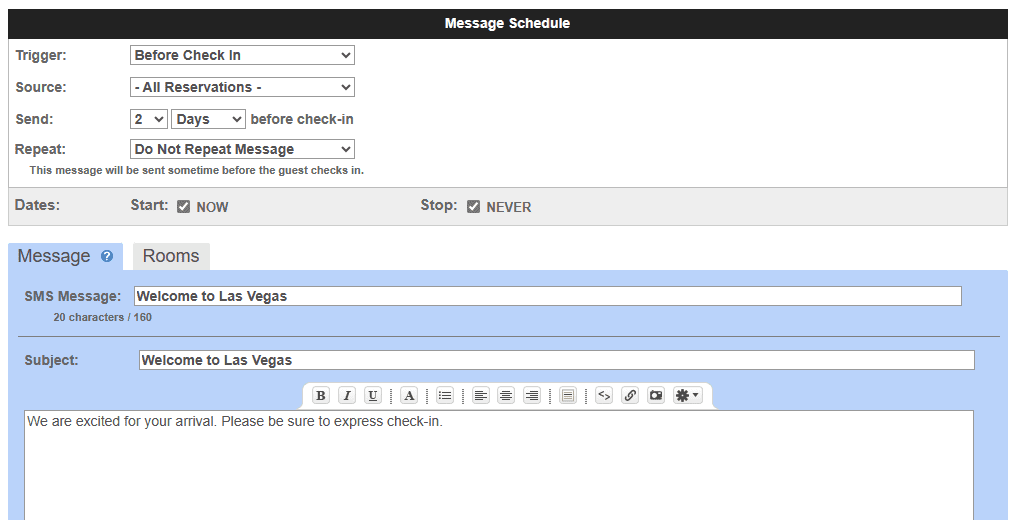 Message Schedule
Trigger: Before Check In
Source: - All Reservations -
Send: 2 Days before check-in
Repeat: Do Not Repeat Message
This message will be sent sometime before the guest checks in.
Dates: Start: NOW Stop: NEVER
Message ? Rooms
SMS Message: Welcome to Las Vegas
20 characters / 160
Subject: Welcome to Las Vegas
B I U A <>
We are excited for your arrival. Please be sure to express check-in.